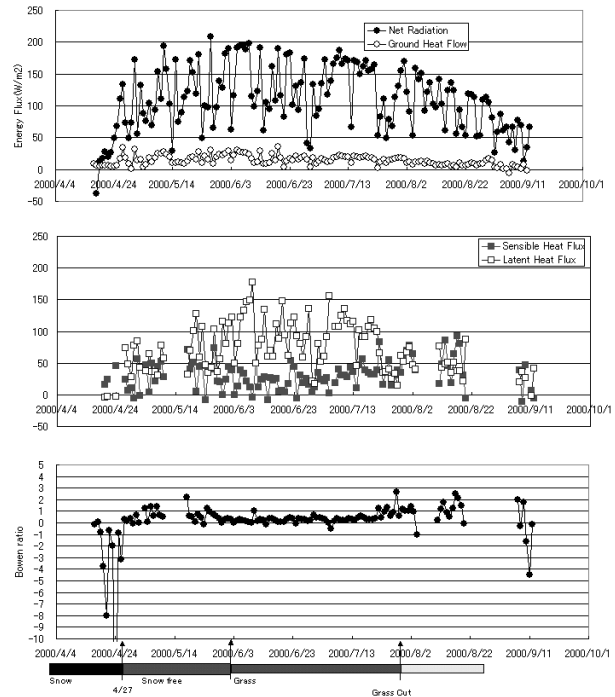 250
200
150
100
50
0
-50
Energy Flux(W/m2)
Net Radiation
Ground Heat Flow
2000/4/4 2000/4/24 2000/5/14 2000/6/3 2000/6/23 2000/7/13 2000/8/2 2000/8/22 2000/9/11 2000/10/1
250
200
150
100
50
0
-50
Sensible Heat Flux
Latent Heat Flux
2000/4/4 2000/4/24 2000/5/14 2000/6/3 2000/6/23 2000/7/13 2000/8/2 2000/8/22 2000/9/11 2000/10/1
5
4
3
2
1
0
-1
-2
-3
-4
-5
-6
-7
-8
-9
-10
Bowen ratio
2000/4/4 2000/4/24 2000/5/14 2000/6/3 2000/6/23 2000/7/13 2000/8/2 2000/8/22 2000/9/11 2000/10/1
Snow
Snow free
Grass
4/27
Grass Cut